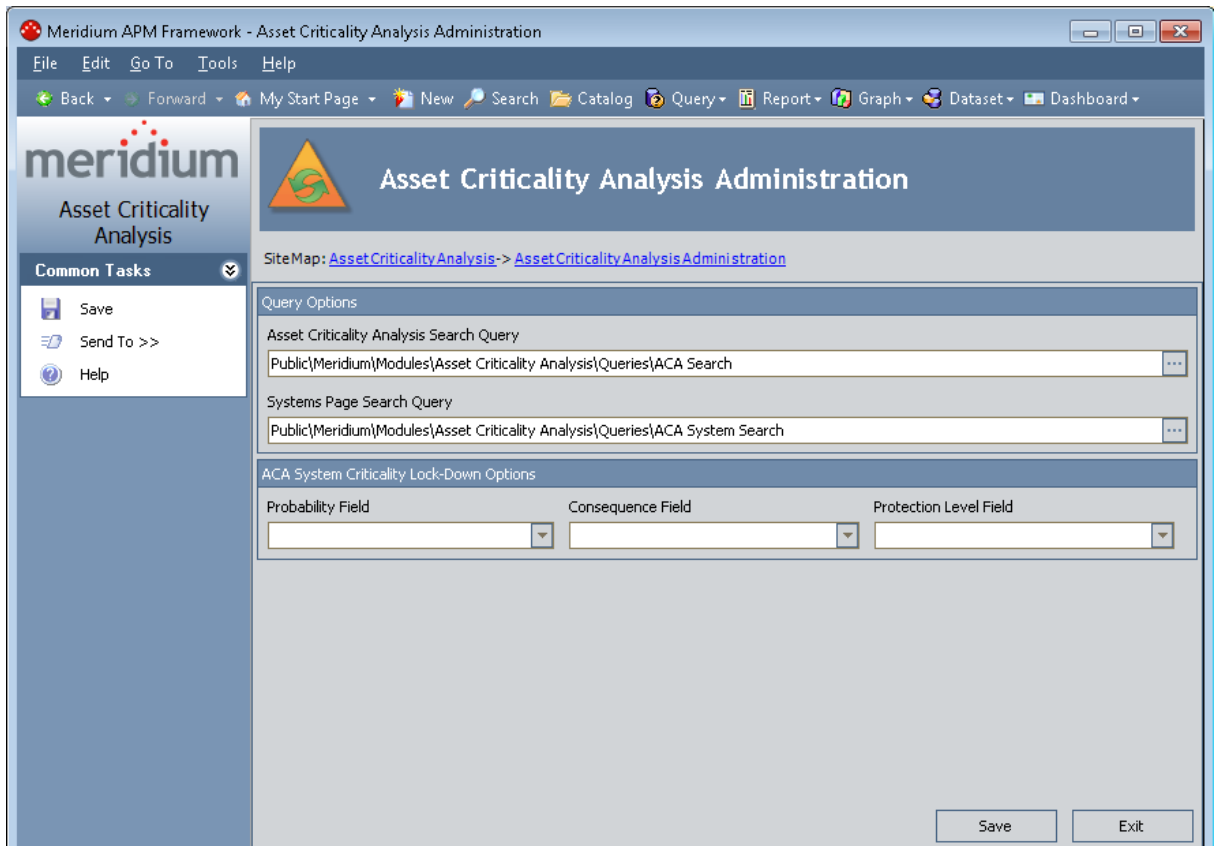 Meridium APM Framework - Asset Criticality Analysis Administration
File Edit Go To Tools Help
Back Forward My Start Page New Search Catalog Query Report Graph Dataset Dashboard
meridium
Asset Criticality
Analysis
Common Tasks
Save
Send To >>
Help
Asset Criticality Analysis Administration
Site Map: Asset Criticality Analysis-> Asset Criticality Analysis Administration
Query Options
Asset Criticality Analysis Search Query
Public\Meridium\Modules\Asset Criticality Analysis\Queries\ACA Search
...
Systems Page Search Query
Public\Meridium\Modules\Asset Criticality Analysis\Queries\ACA System Search
...
ACA System Criticality Lock-Down Options
Probability Field Consequence Field Protection Level Field
Save Exit